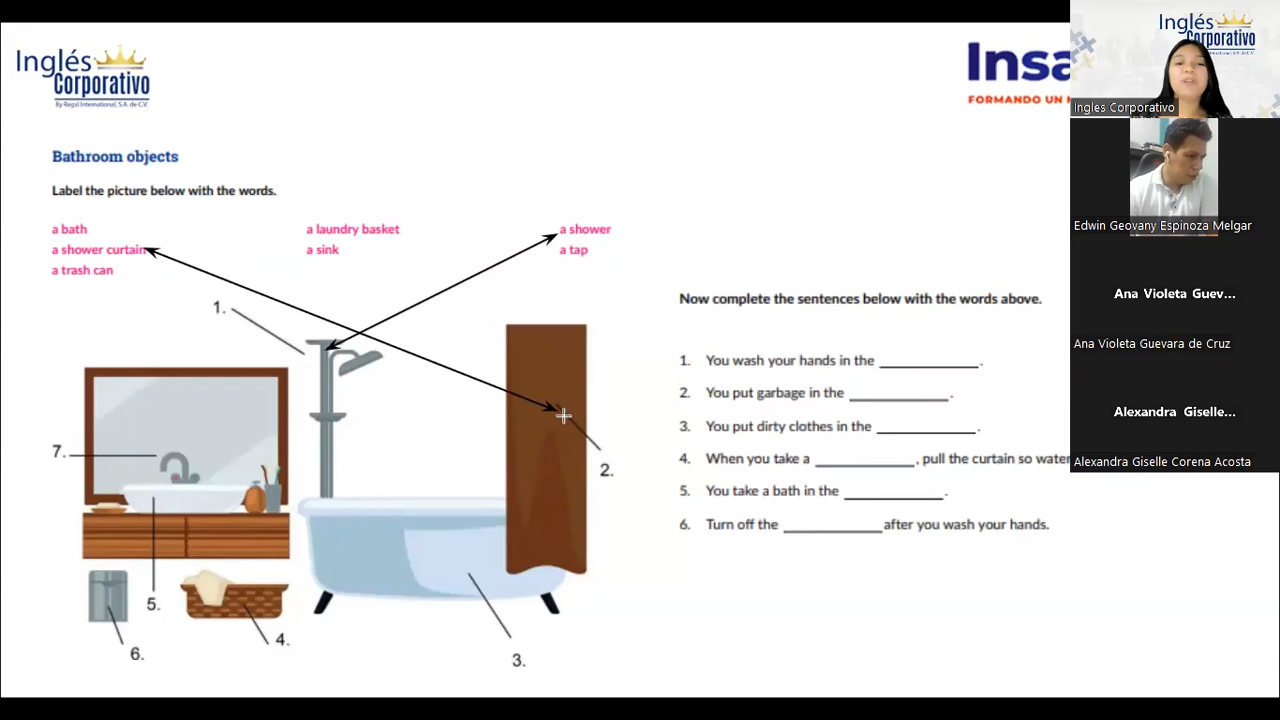 Inglés
Corporativo
By Regal International, S.A. de C.V.
Insa
FORMANDO UN
Bathroom objects
Label the picture below with the words.
a bath
a laundry basket
a shower
a shower curtain
a sink
a tap
a trash can
1.
2.
3.
4.
5.
6.
7.
Now complete the sentences below with the words above.
1. You wash your hands in the ____________.
2. You put garbage in the ____________.
3. You put dirty clothes in the ____________.
4. When you take a ____________, pull the curtain so water
5. You take a bath in the ____________.
6. Turn off the ____________ after you wash your hands.
Inglés
Corporativo
Ingles Corporativo
Edwin Geovany Espinoza Melgar
Ana Violeta Guev...
Ana Violeta Guevara de Cruz
Alexandra Giselle...
Alexandra Giselle Corena Acosta